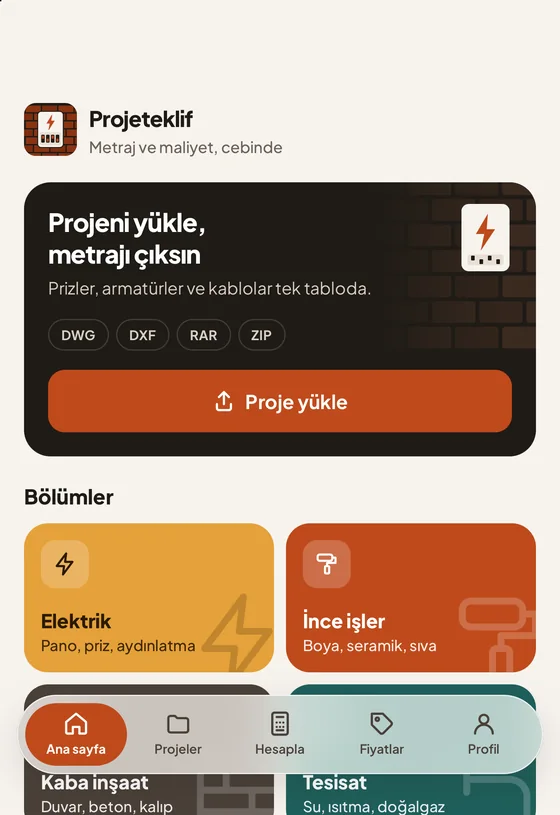 Projeteklif
Metraj ve maliyet, cebinde
Projeni yükle,
metrajı çıksın
Prizler, armatürler ve kablolar tek tabloda.
DWG DXF RAR ZIP
Proje yükle
Bölümler
Elektrik
Pano, priz, aydınlatma
İnce işler
Boya, seramik, sıva
Kaba inşaat
Duvar, beton, kalıp
Tesisat
Su, ısıtma, doğalgaz
Ana sayfa Projeler Hesapla Fiyatlar Profil